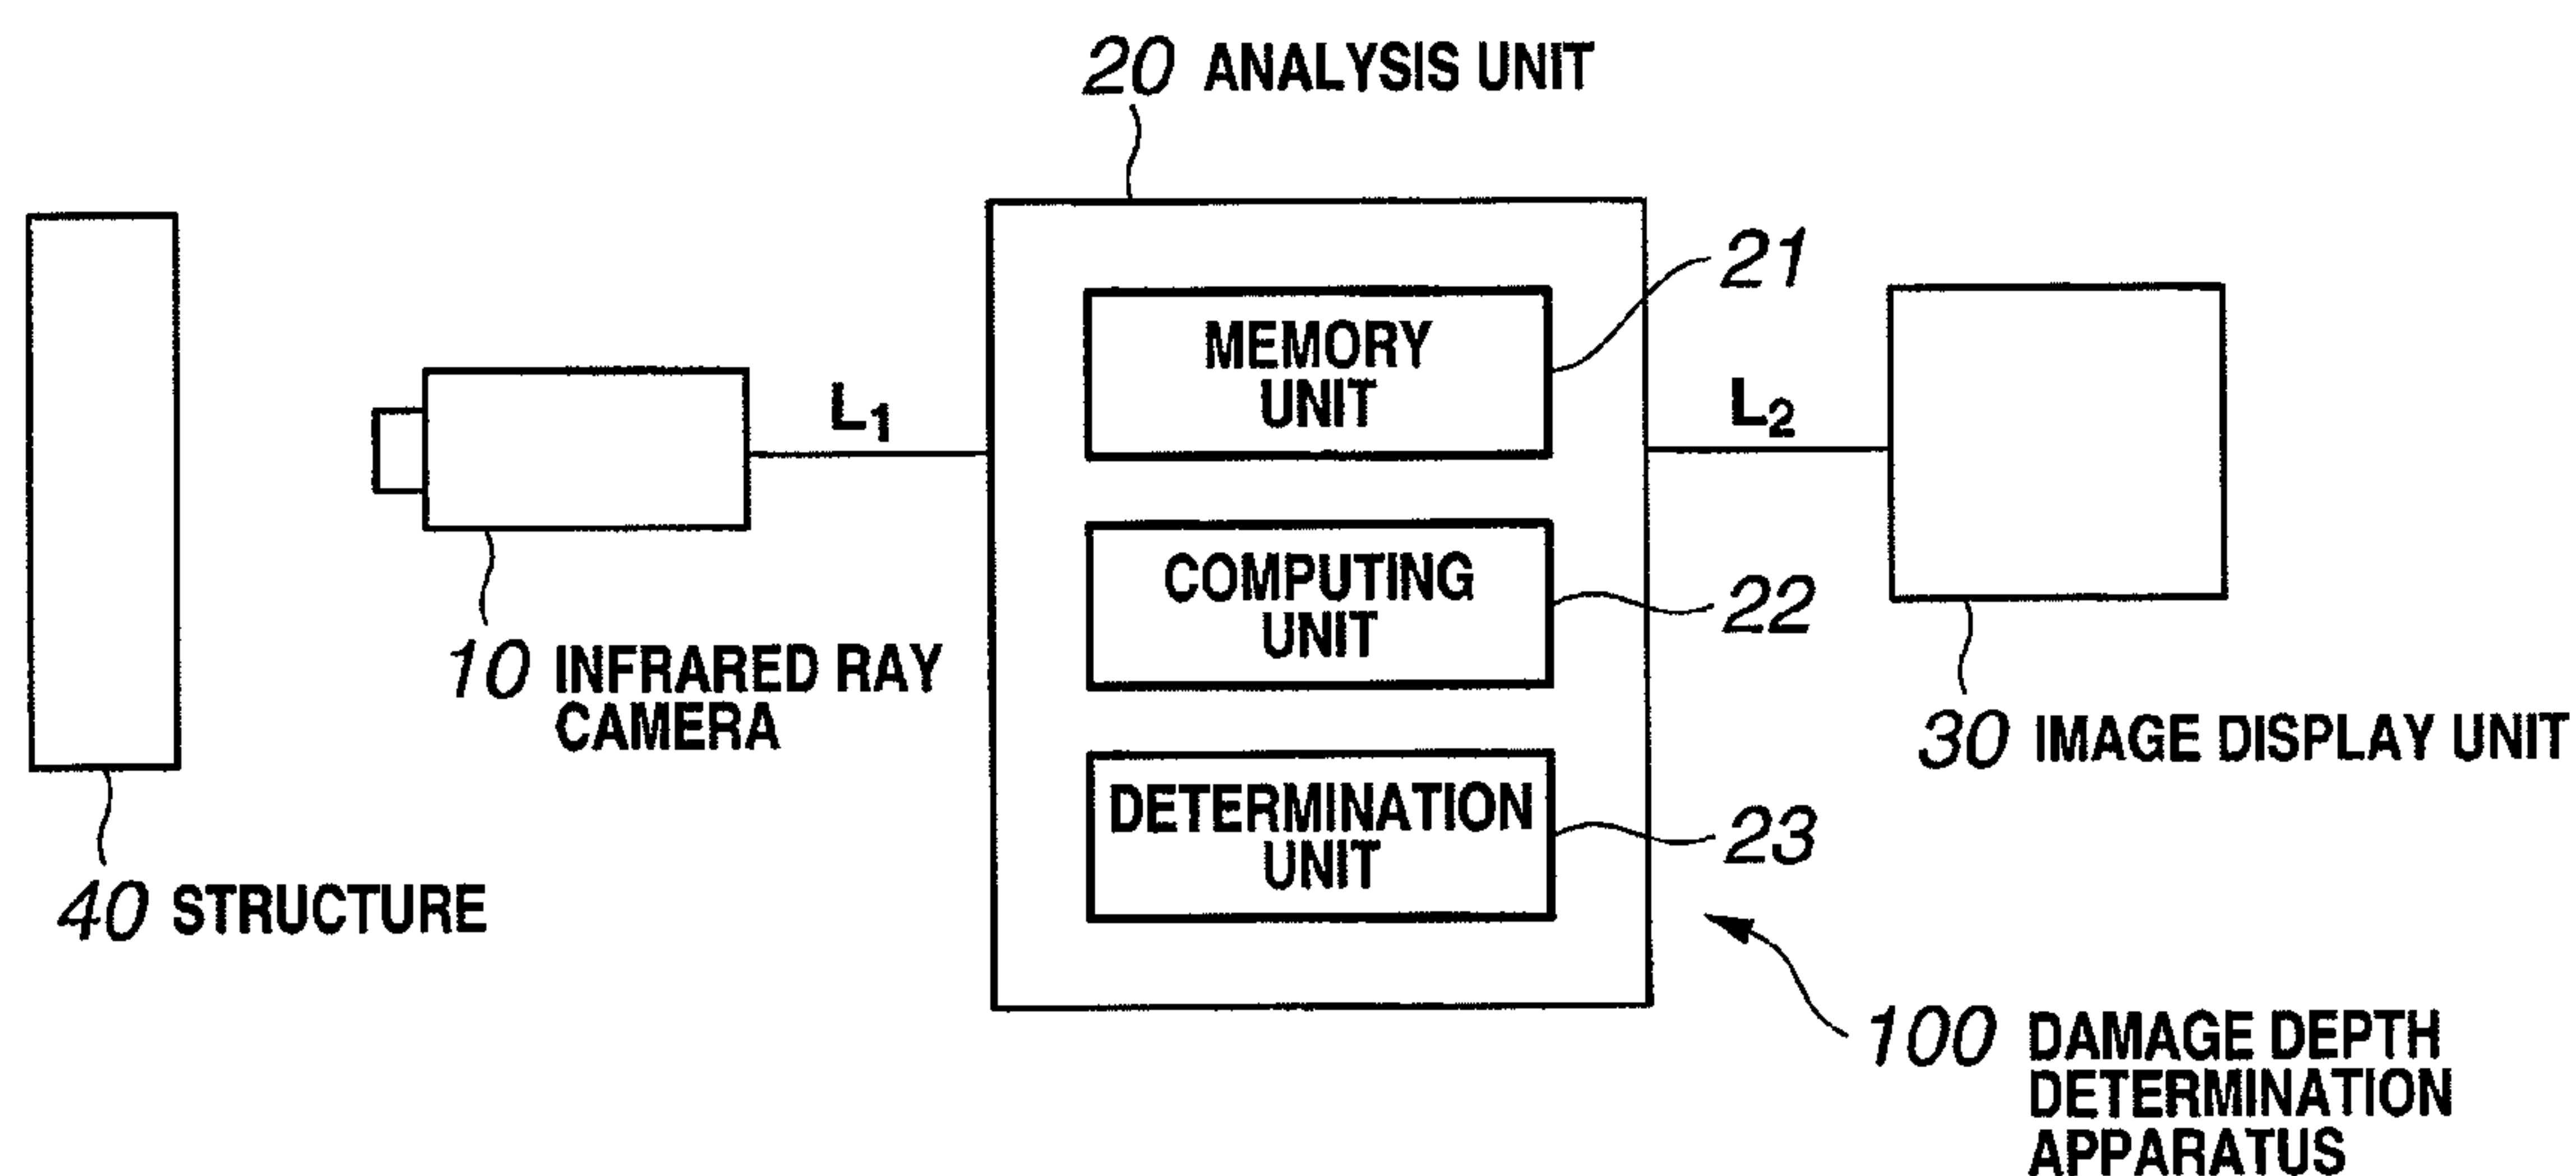 20 ANALYSIS UNIT
21
MEMORY
UNIT
L1
L2
COMPUTING
UNIT
22
10 INFRARED RAY
CAMERA
30 IMAGE DISPLAY UNIT
DETERMINATION
UNIT
23
40 STRUCTURE
100 DAMAGE DEPTH
DETERMINATION
APPARATUS